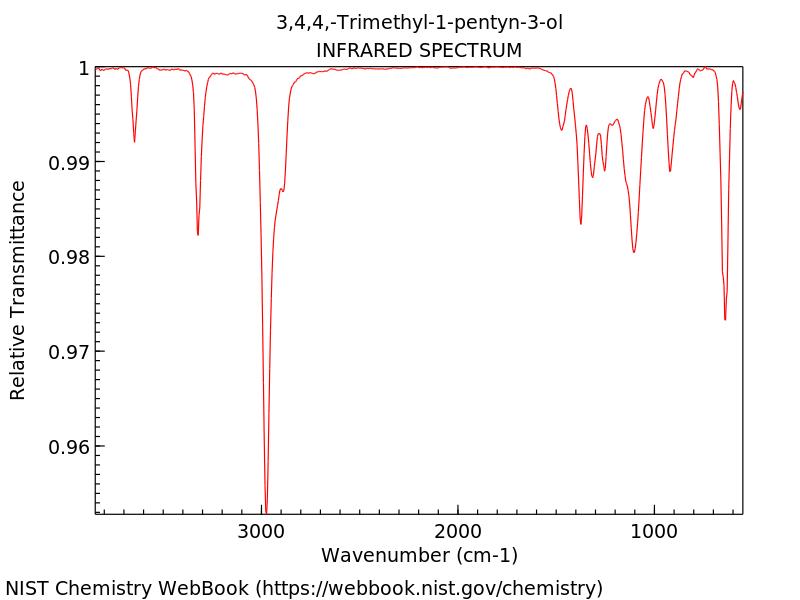 3,4,4,-Trimethyl-1-pentyn-3-ol
INFRARED SPECTRUM
1
0.99
0.98
0.97
0.96
Relative Transmittance
3000 2000 1000
Wavenumber (cm-1)
NIST Chemistry WebBook (https://webbook.nist.gov/chemistry)